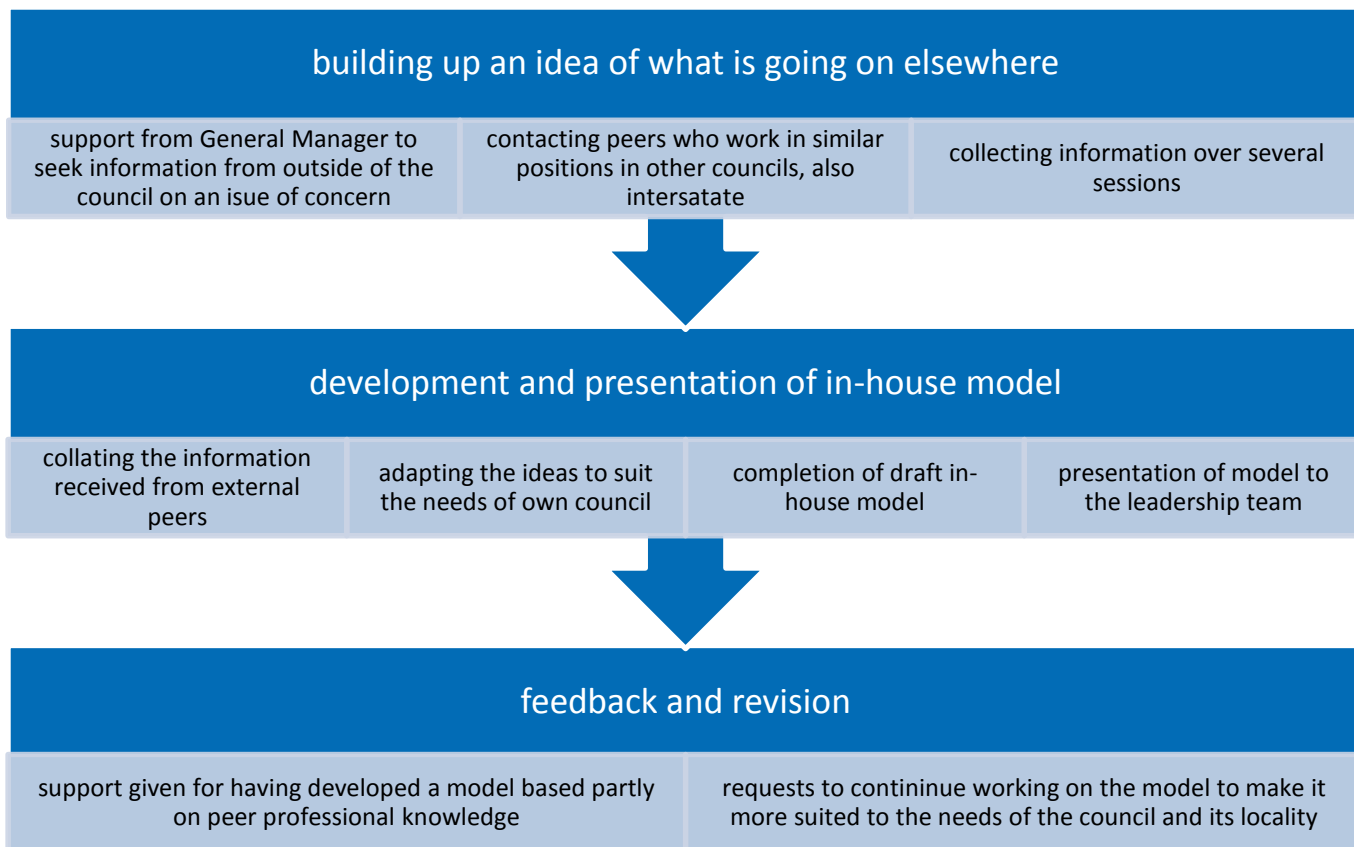 building up an idea of what is going on elsewhere
support from General Manager to
seek information from outside of the
council on an isue of concern
contacting peers who work in similar
positions in other councils, also
intersatate
collecting information over several
sessions
development and presentation of in-house model
collating the information
received from external
peers
adapting the ideas to suit
the needs of own council
completion of draft in-
house model
presentation of model to
the leadership team
feedback and revision
support given for having developed a model based partly
on peer professional knowledge
requests to contininue working on the model to make it
more suited to the needs of the council and its locality